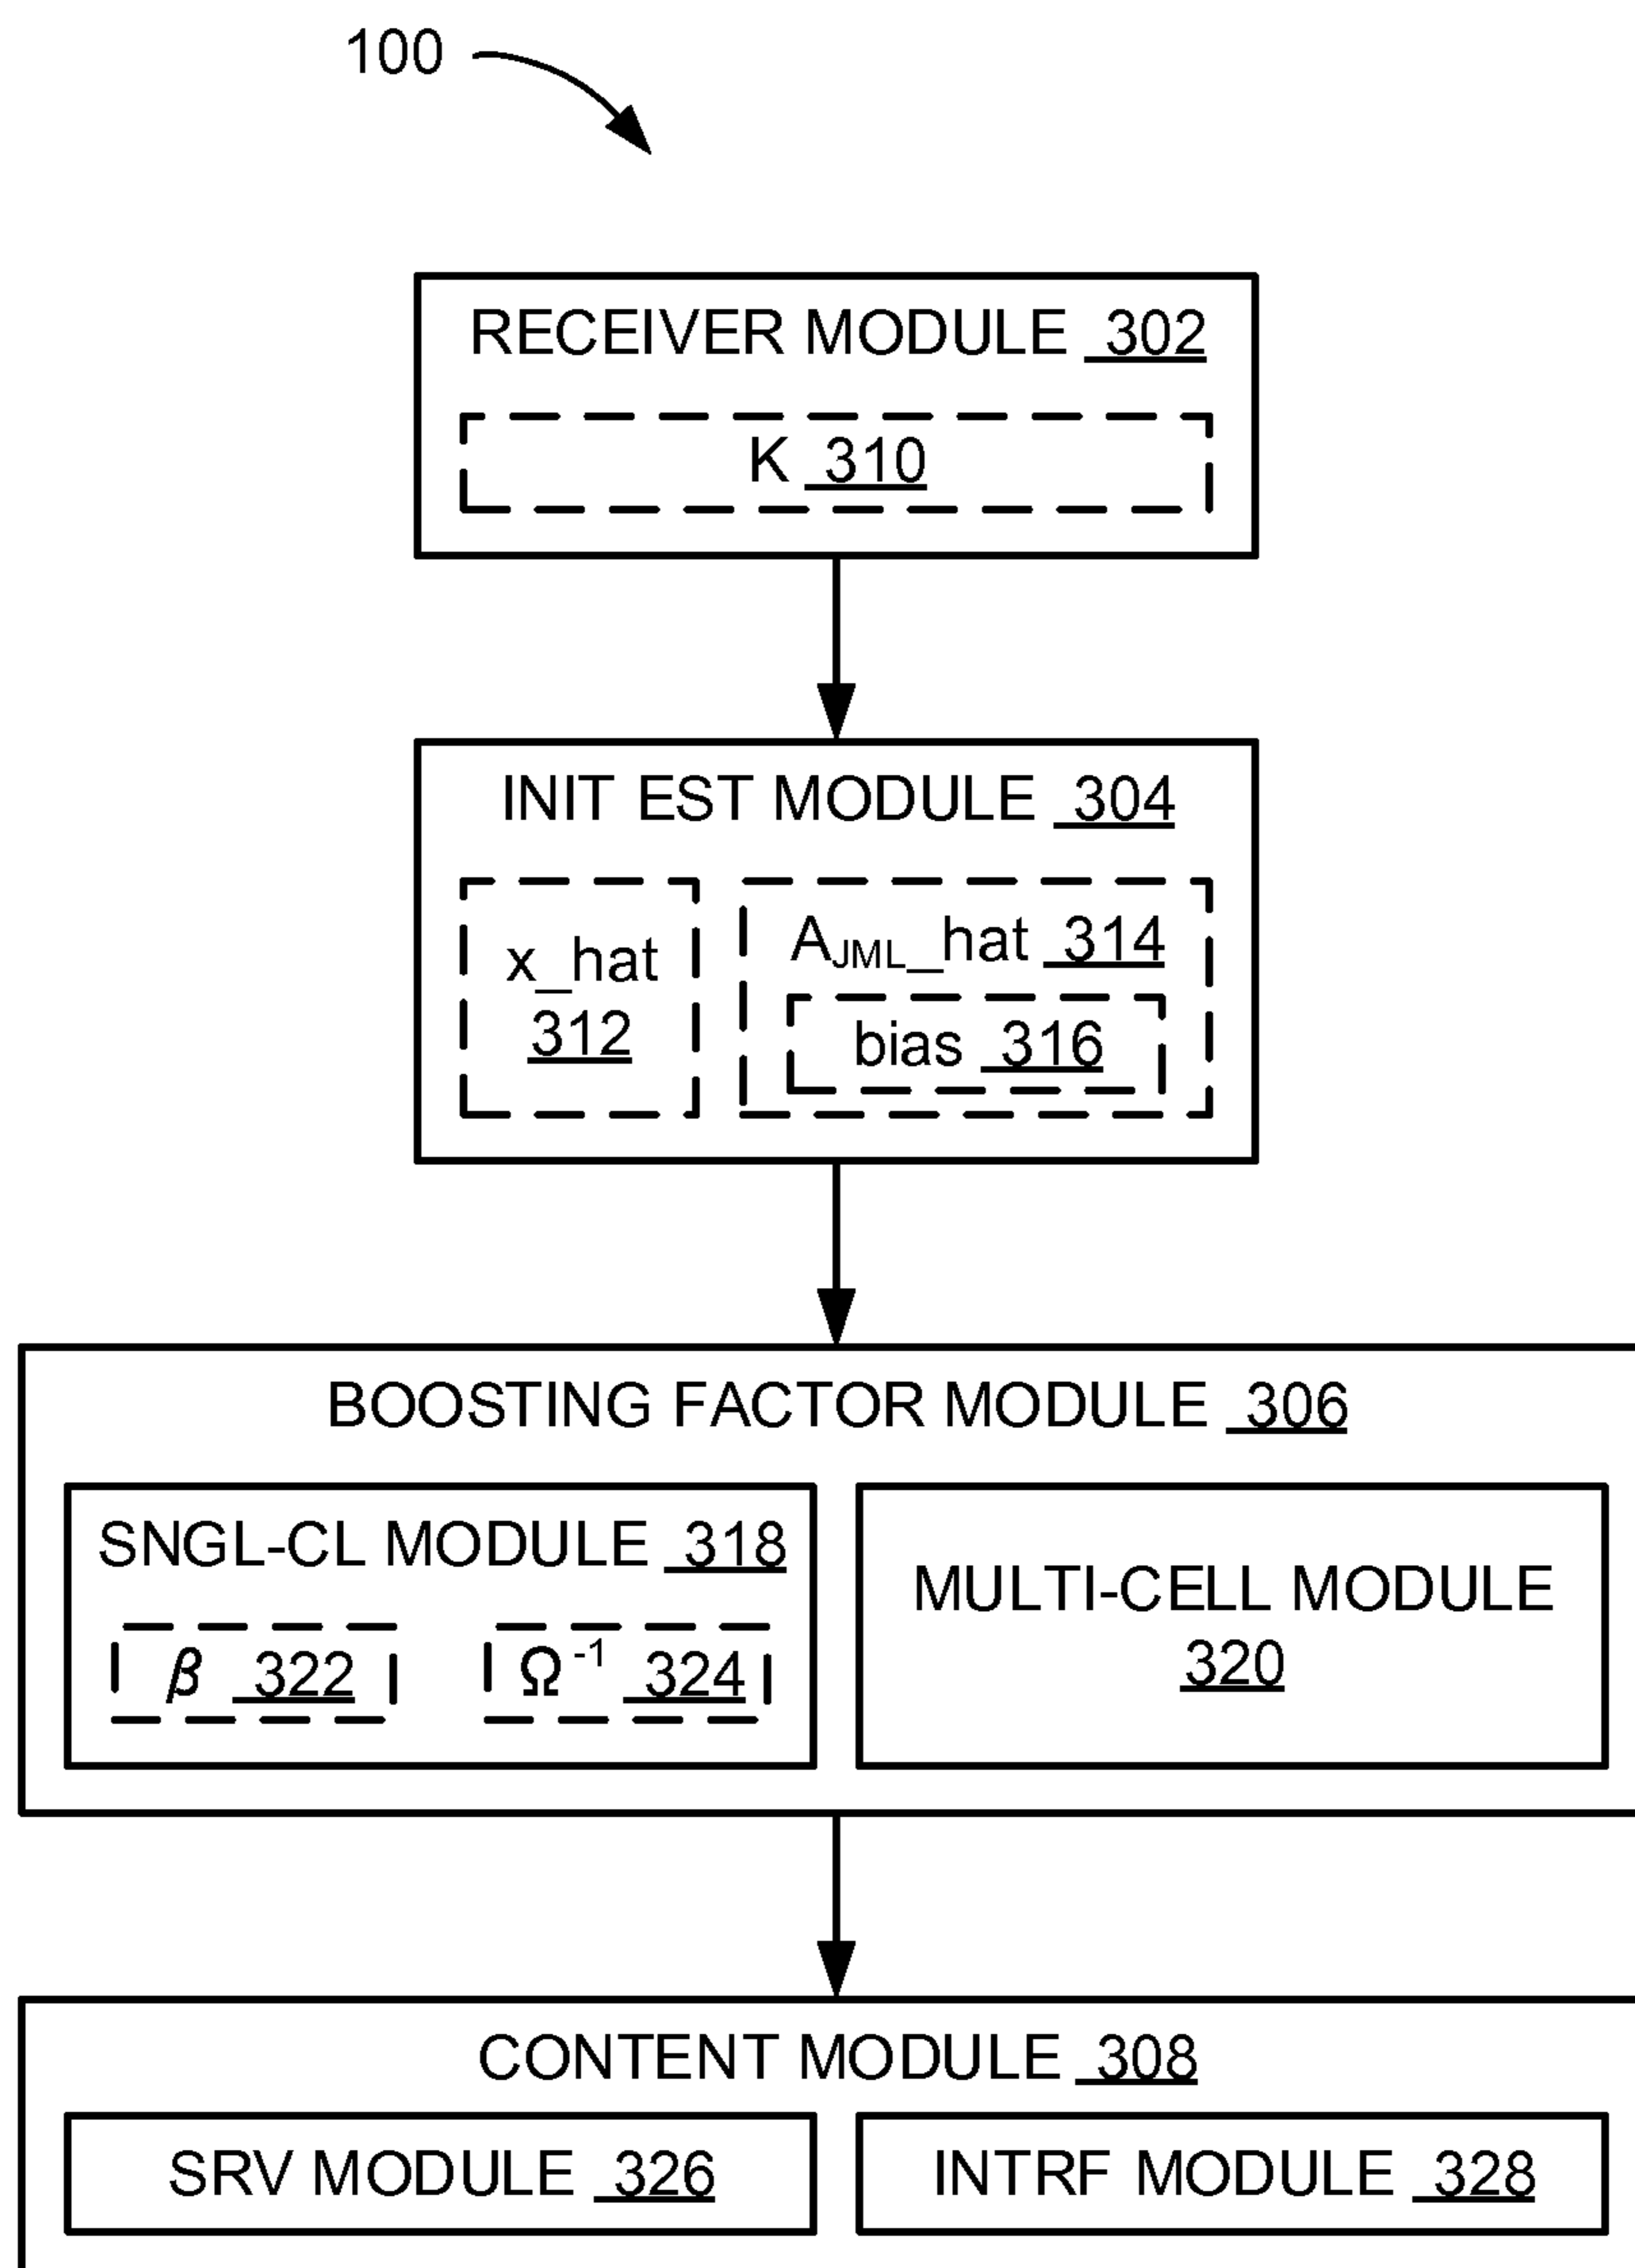 100
RECEIVER MODULE 302
K 310
INIT EST MODULE 304
x_hat
312
AJML_hat 314
bias 316
BOOSTING FACTOR MODULE 306
SNGL-CL MODULE 318
β 322
Ω-1 324
MULTI-CELL MODULE
320
CONTENT MODULE 308
SRV MODULE 326
INTRF MODULE 328